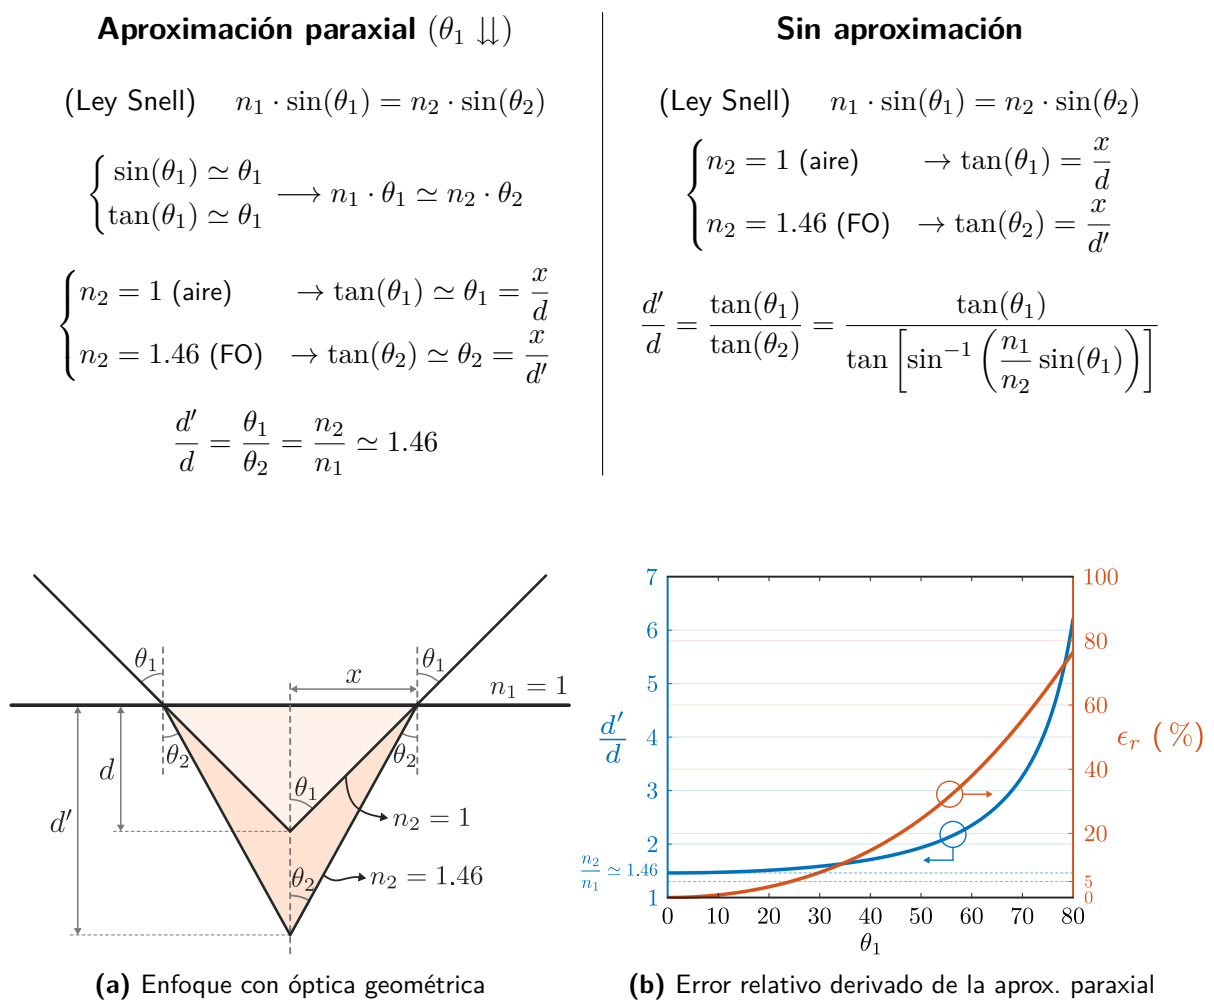 Aproximación paraxial (θ₁ ⇊)
(Ley Snell) n₁ · sin(θ₁) = n₂ · sin(θ₂)
{ sin(θ₁) ≃ θ₁
tan(θ₁) ≃ θ₁ ⟶ n₁ · θ₁ ≃ n₂ · θ₂
{ n₂ = 1 (aire) → tan(θ₁) ≃ θ₁ = x/d
n₂ = 1.46 (FO) → tan(θ₂) ≃ θ₂ = x/d′
d′/d = θ₁/θ₂ = n₂/n₁ ≃ 1.46
Sin aproximación
(Ley Snell) n₁ · sin(θ₁) = n₂ · sin(θ₂)
{ n₂ = 1 (aire) → tan(θ₁) = x/d
n₂ = 1.46 (FO) → tan(θ₂) = x/d′
d′/d = tan(θ₁)/tan(θ₂) = tan(θ₁)/tan[sin⁻¹(n₁/n₂ sin(θ₁))]
θ₁
θ₁
x
n₁ = 1
θ₂
θ₂
d
θ₁
d′
n₂ = 1
θ₂
n₂ = 1.46
(a) Enfoque con óptica geométrica
7
6
5
4
3
2
n₂/n₁ ≃ 1.46
1
d′/d
100
80
60
40
20
5
0
ϵᵣ (%)
0 10 20 30 40 50 60 70 80
θ₁
(b) Error relativo derivado de la aprox. paraxial